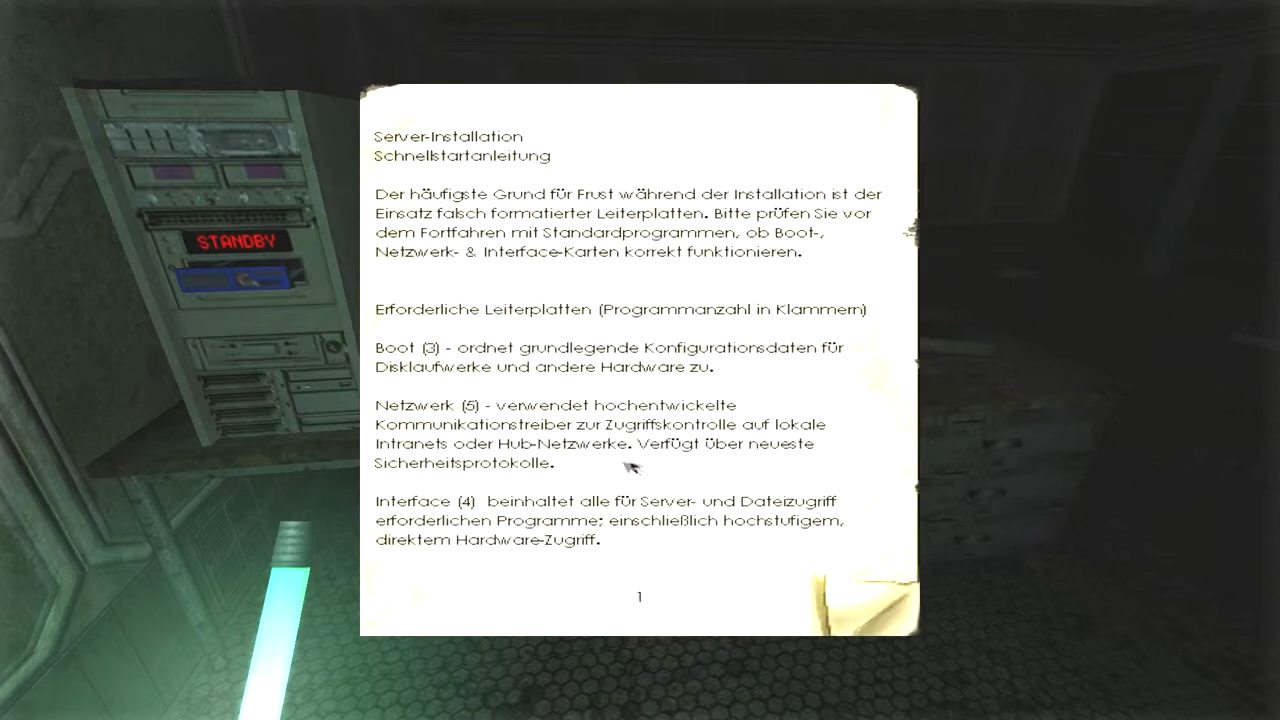 Server-Installation
Schnellstartanleitung
Der häufigste Grund für Frust während der Installation ist der
Einsatz falsch formatierter Leiterplatten. Bitte prüfen Sie vor
dem Fortfahren mit Standardprogrammen, ob Boot-,
Netzwerk- & Interface-Karten korrekt funktionieren.
Erforderliche Leiterplatten (Programmanzahl in Klammern)
Boot (3) - ordnet grundlegende Konfigurationsdaten für
Disklaufwerke und andere Hardware zu.
Netzwerk (5) - verwendet hochentwickelte
Kommunikationstreiber zur Zugriffskontrolle auf lokale
Intranets oder Hub-Netzwerke. Verfügt über neueste
Sicherheitsprotokolle.
Interface (4) beinhaltet alle für Server- und Dateizugriff
erforderlichen Programme; einschließlich hochstufigem,
direktem Hardware-Zugriff.
1
STANDBY